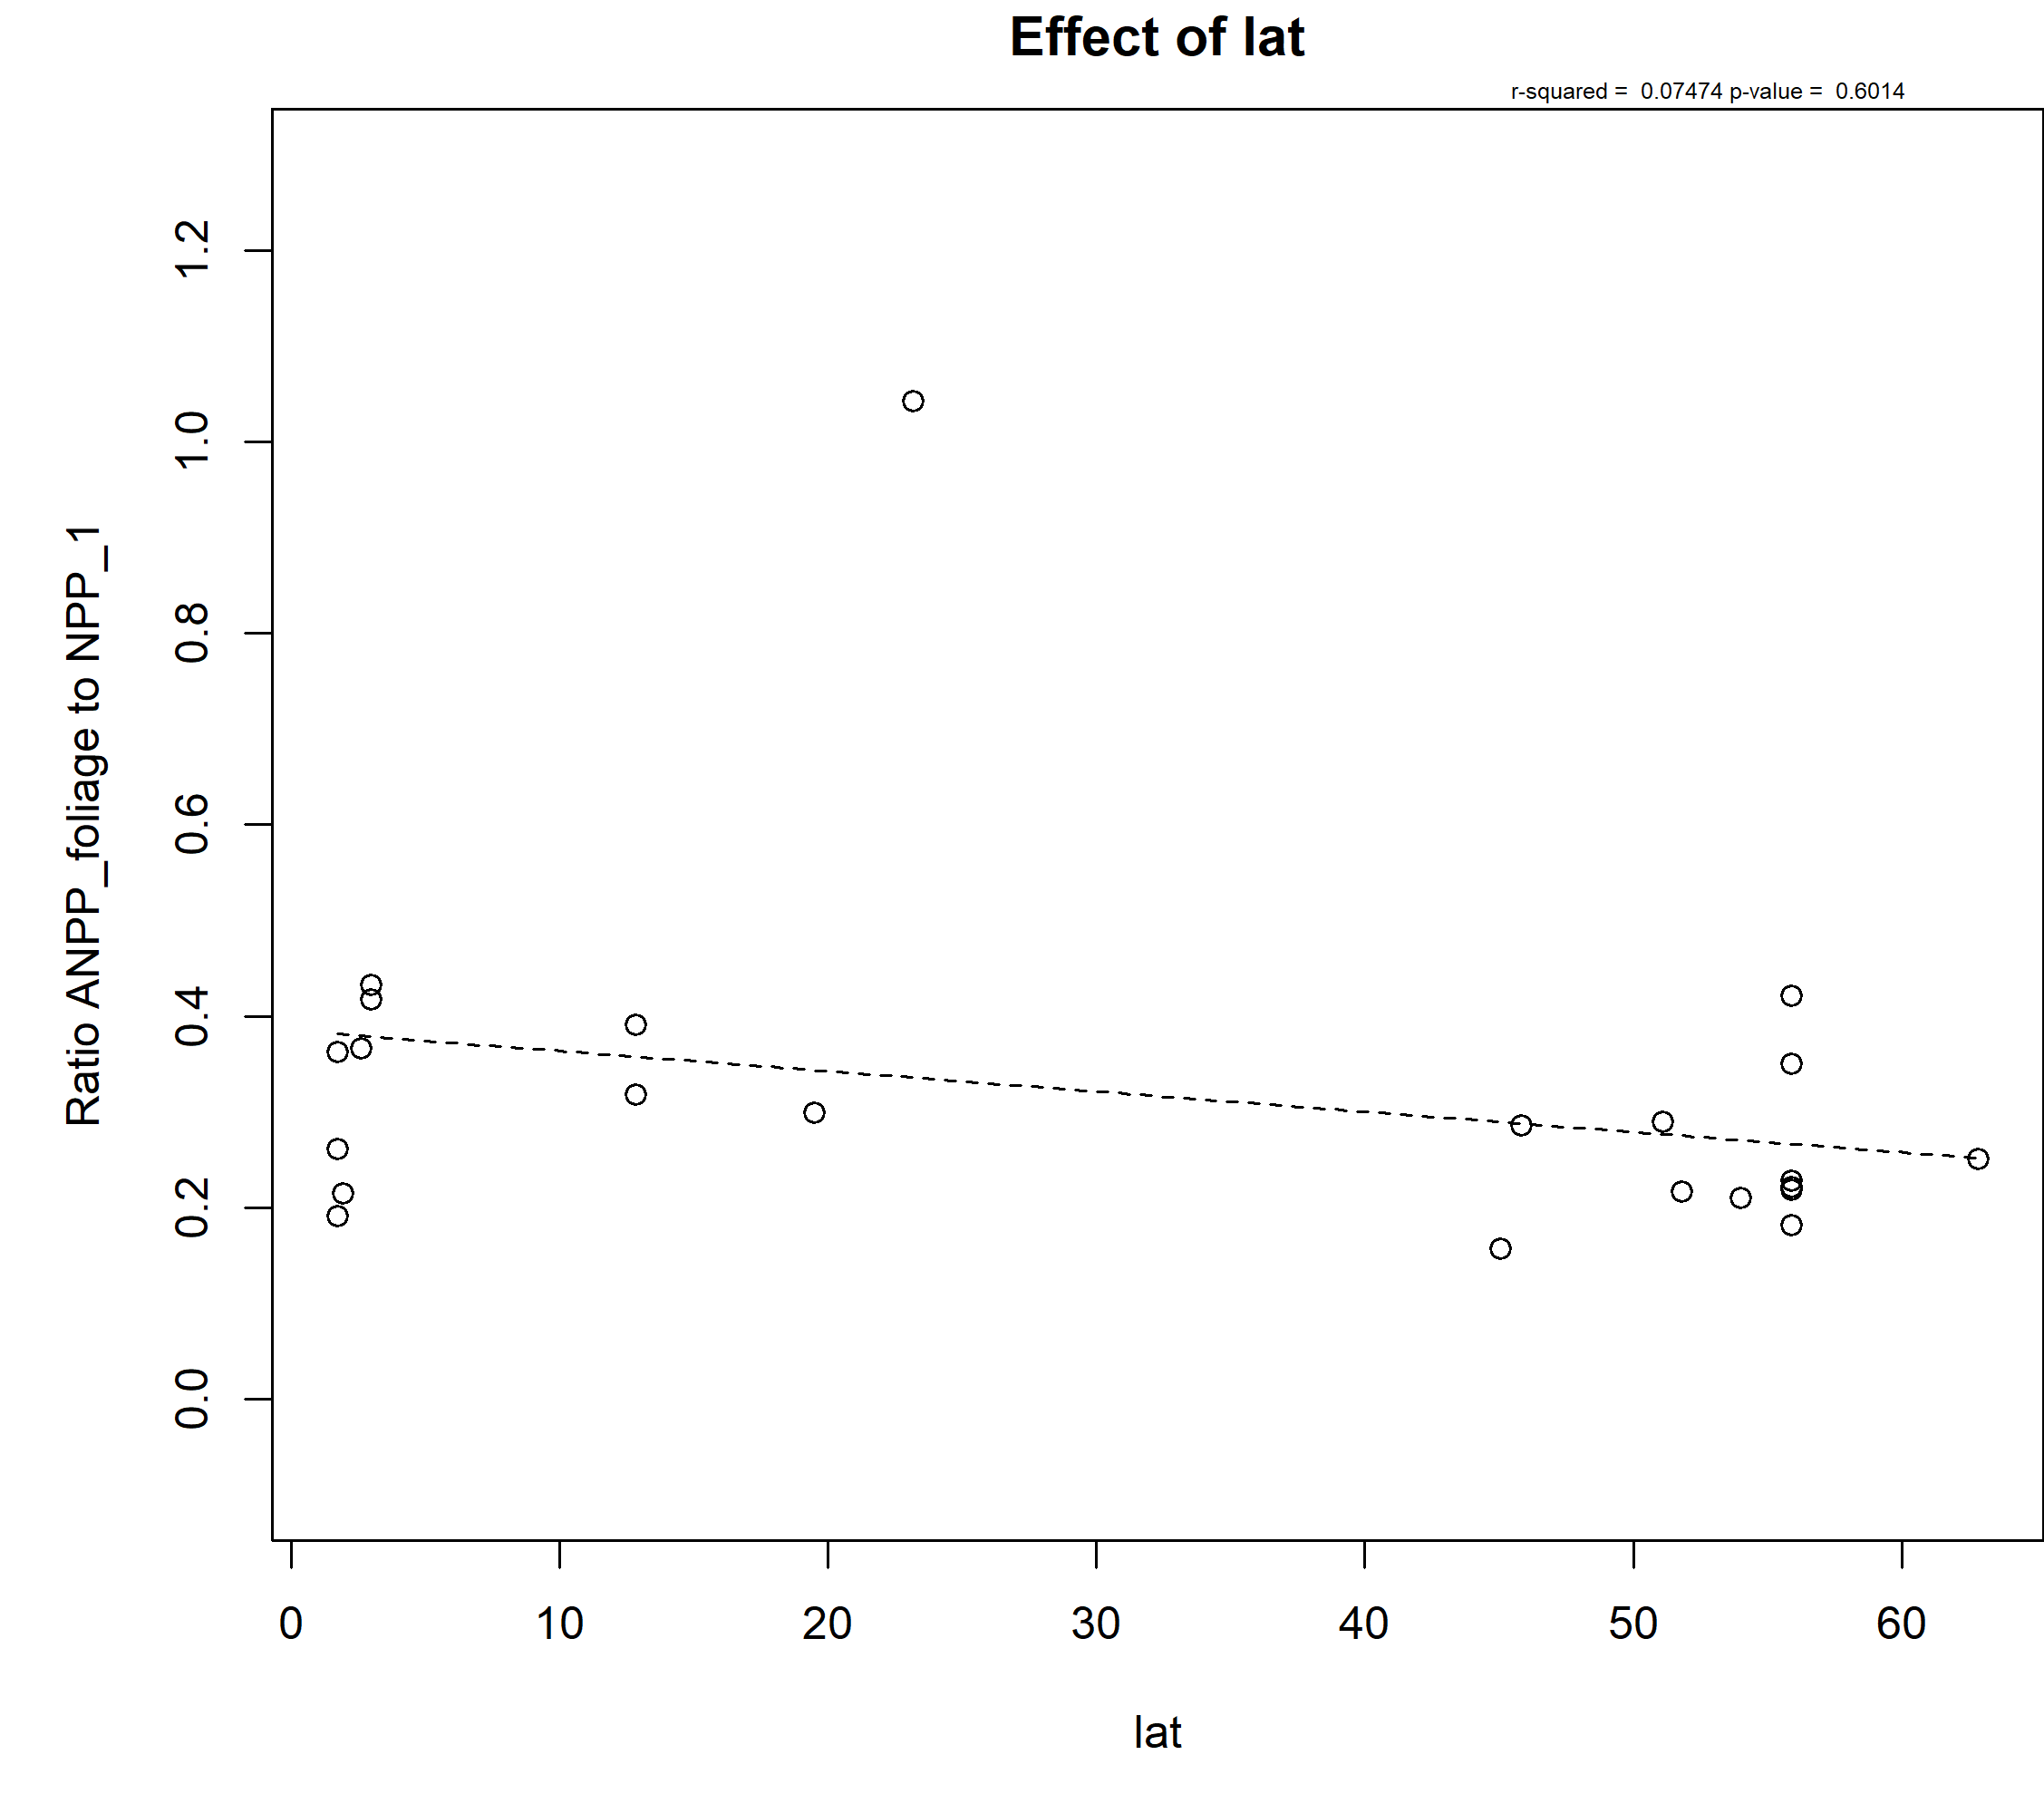 Effect of lat
r-squared = 0.07474 p-value = 0.6014
Ratio ANPP_foliage to NPP_1
1.2
1.0
0.8
0.6
0.4
0.2
0.0
0 10 20 30 40 50 60
lat